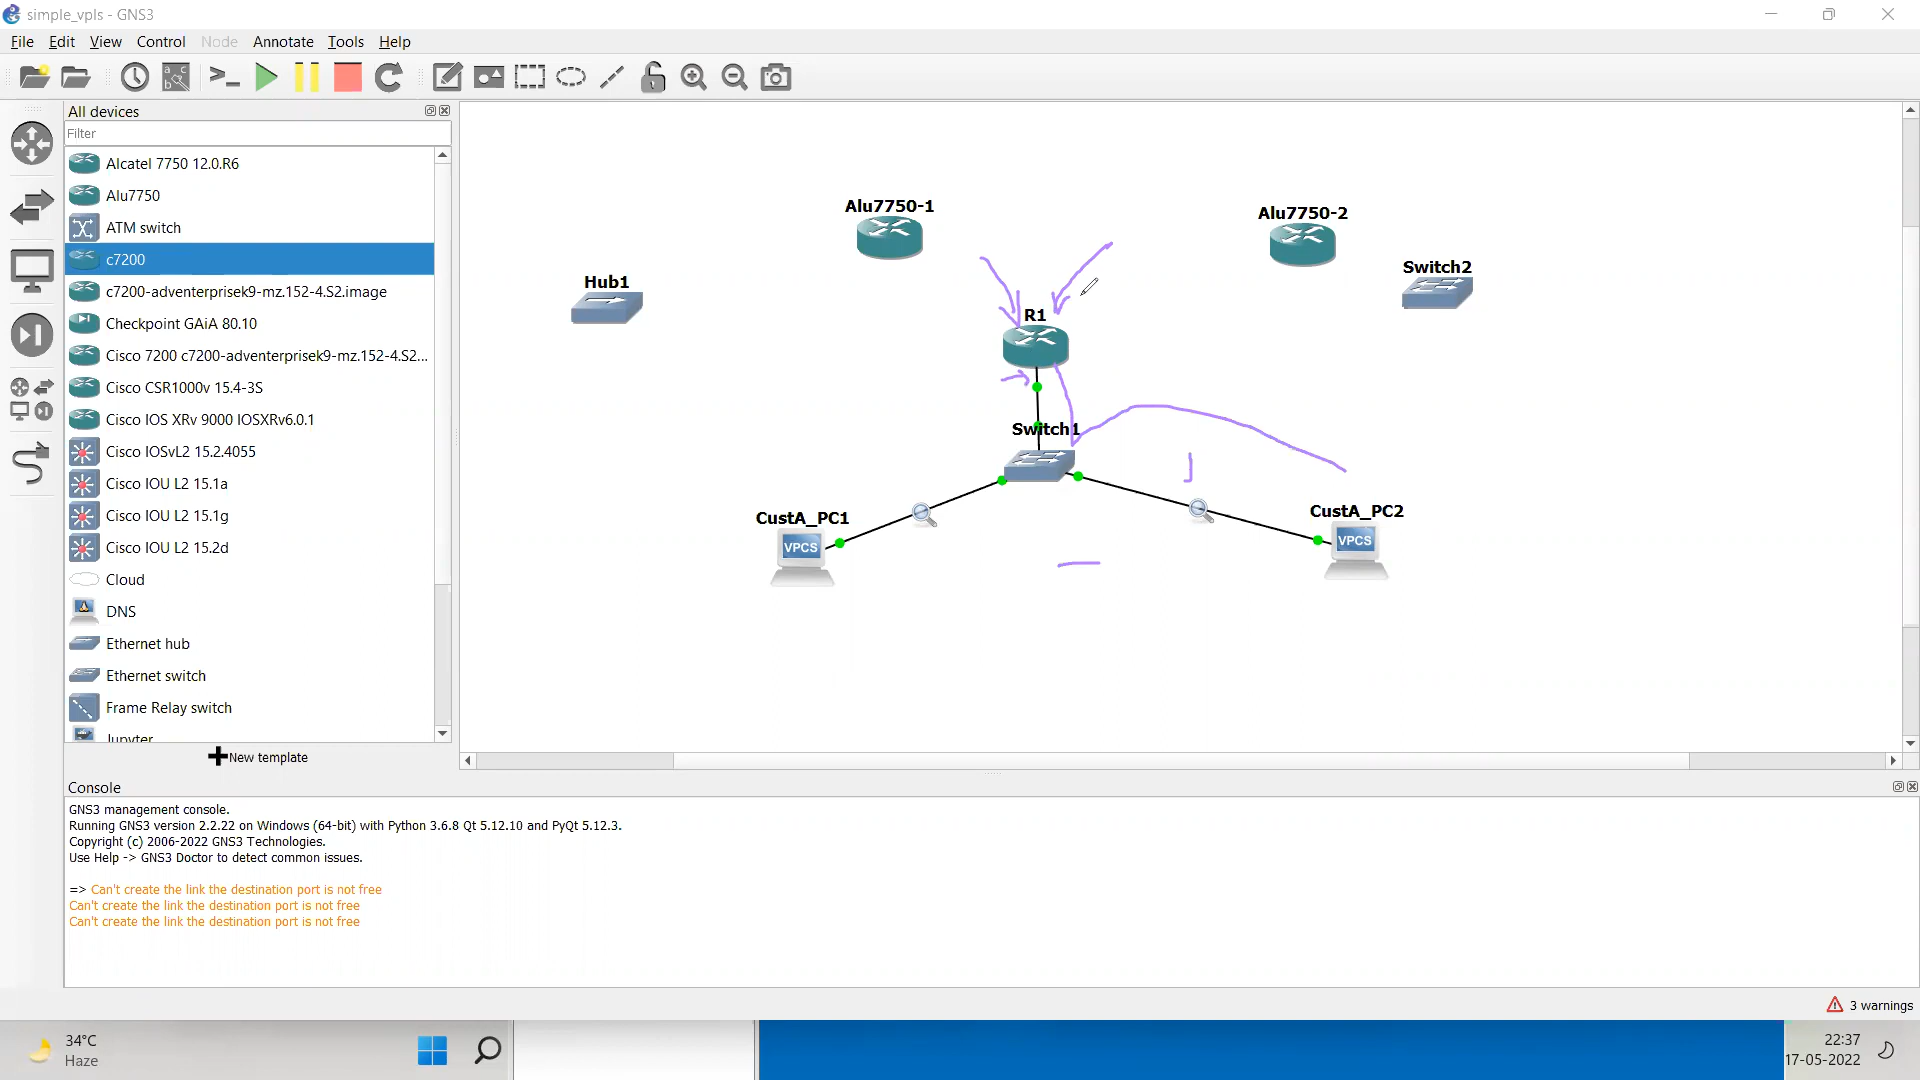 simple_vpls - GNS3
File Edit View Control Node Annotate Tools Help
All devices
Filter
Alcatel 7750 12.0.R6
Alu7750
ATM switch
c7200
c7200-adventerprisek9-mz.152-4.S2.image
Checkpoint GAiA 80.10
Cisco 7200 c7200-adventerprisek9-mz.152-4.S2...
Cisco CSR1000v 15.4-3S
Cisco IOS XRv 9000 IOSXRv6.0.1
Cisco IOSvL2 15.2.4055
Cisco IOU L2 15.1a
Cisco IOU L2 15.1g
Cisco IOU L2 15.2d
Cloud
DNS
Ethernet hub
Ethernet switch
Frame Relay switch
Jupyter
New template
Alu7750-1
Alu7750-2
Switch2
Hub1
R1
Switch1
CustA_PC1
VPCS
CustA_PC2
VPCS
Console
GNS3 management console.
Running GNS3 version 2.2.22 on Windows (64-bit) with Python 3.6.8 Qt 5.12.10 and PyQt 5.12.3.
Copyright (c) 2006-2022 GNS3 Technologies.
Use Help -> GNS3 Doctor to detect common issues.
=> Can't create the link the destination port is not free
Can't create the link the destination port is not free
Can't create the link the destination port is not free
3 warnings
34°C
Haze
22:37
17-05-2022